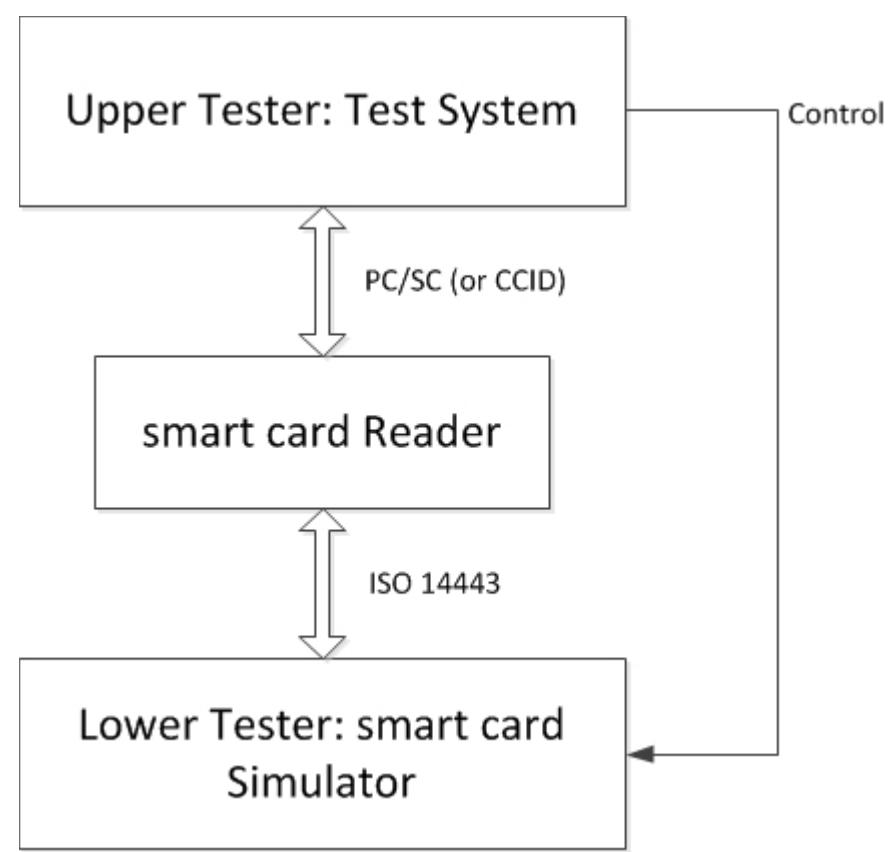 Upper Tester: Test System
Control
PC/SC (or CCID)
smart card Reader
ISO 14443
Lower Tester: smart card
Simulator